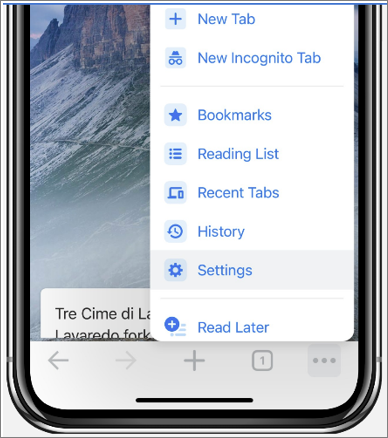 New Tab
New Incognito Tab
Bookmarks
Reading List
Recent Tabs
History
Settings
Tre Cime di La
Lavaredo fork
Read Later
1